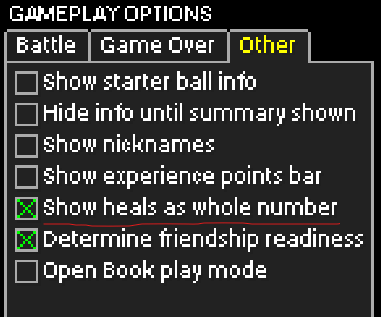 GAMEPLAY OPTIONS
Battle Game Over Other
Show starter ball info
Hide info until summary shown
Show nicknames
Show experience points bar
Show heals as whole number
Determine friendship readiness
Open Book play mode